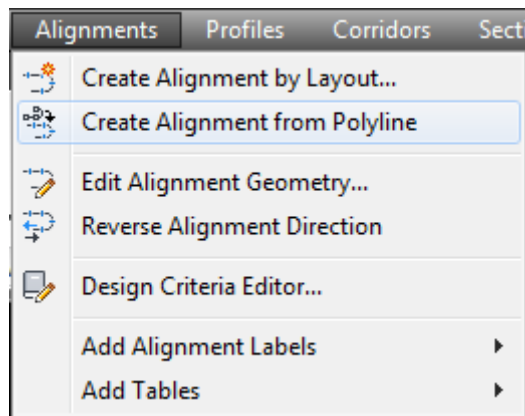 Alignments Profiles Corridors Sect
Create Alignment by Layout...
Create Alignment from Polyline
Edit Alignment Geometry...
Reverse Alignment Direction
Design Criteria Editor...
Add Alignment Labels
Add Tables